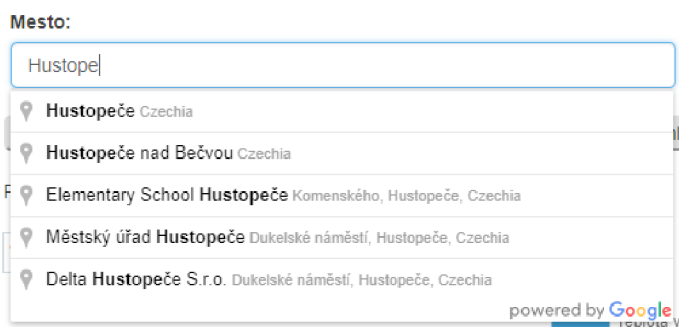 Mesto:
Hustope
Hustopeče Czechia
Hustopeče nad Bečvou Czechia
Elementary School Hustopeče Komenského, Hustopeče, Czechia
Městský úřad Hustopeče Dukelské náměstí, Hustopeče, Czechia
Delta Hustopeče S.r.o. Dukelské náměstí, Hustopeče, Czechia
powered by Google